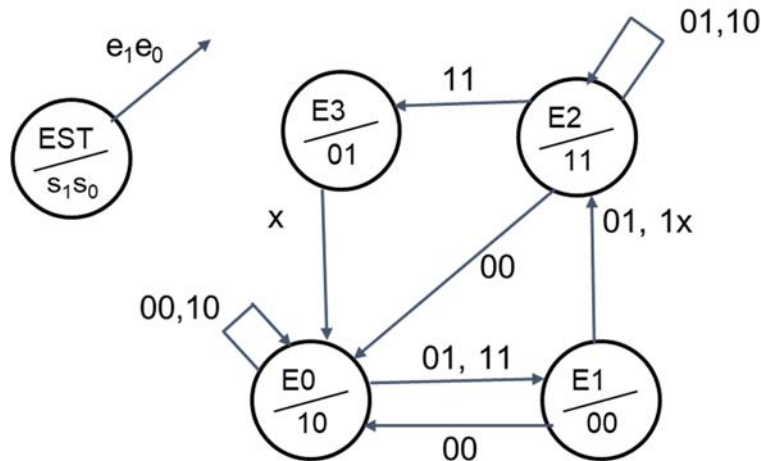 e₁e₀
EST
s₁s₀
E3
01
11
E2
11
01,10
x
00
01, 1x
00,10
E0
10
01, 11
E1
00
00